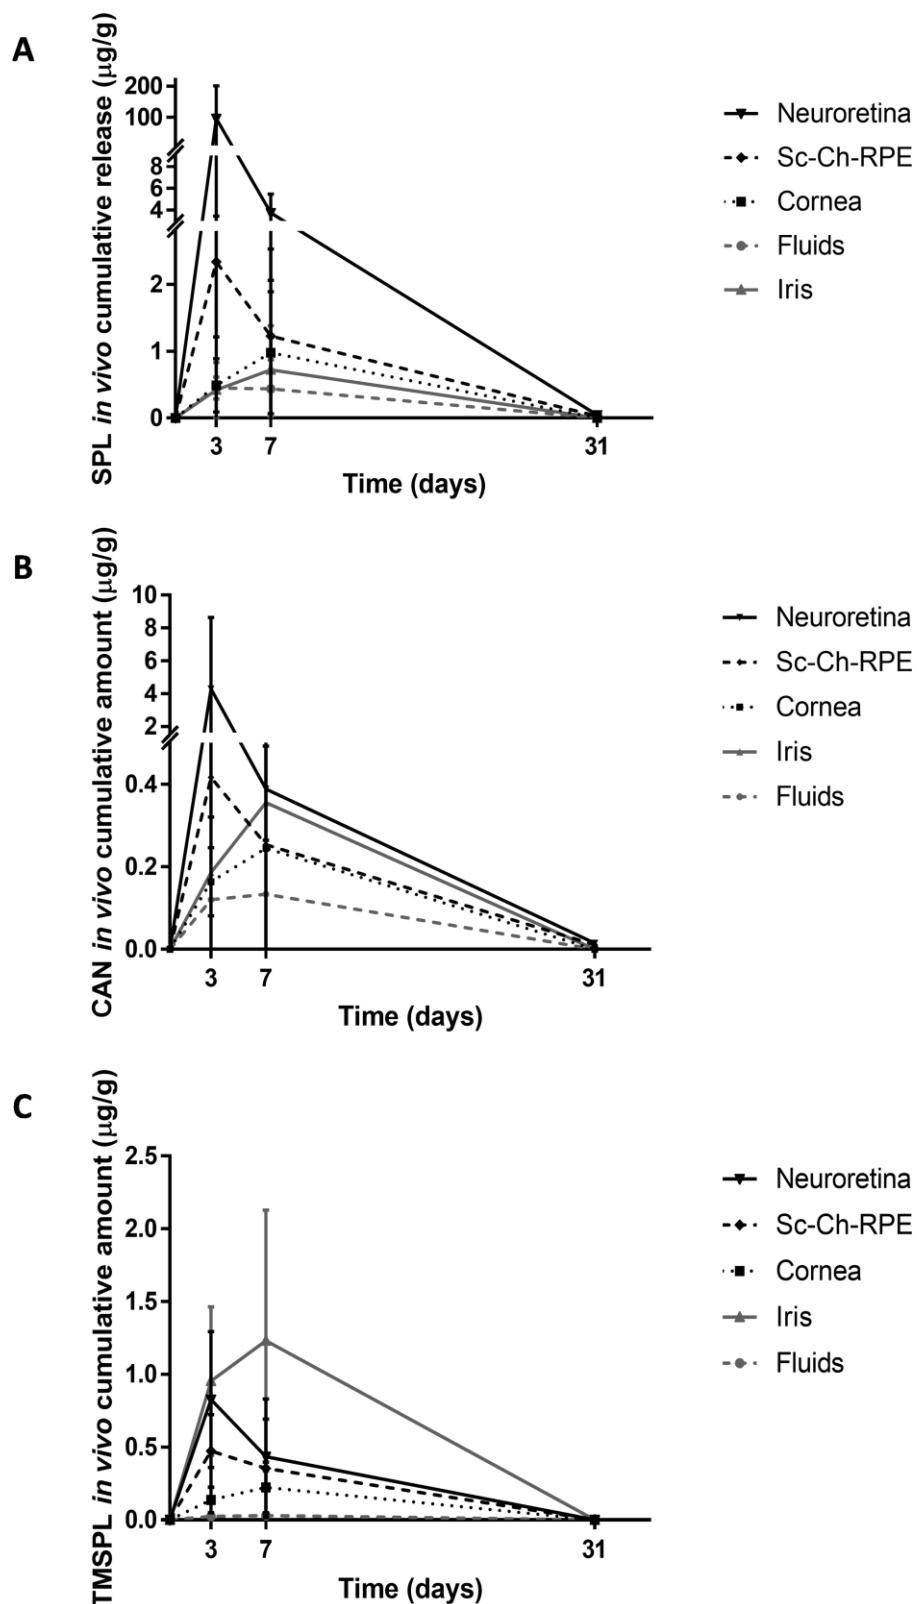 A
SPL in vivo cumulative release (µg/g)
200
100
8
6
4
2
1
0
3
7
31
Time (days)
Neuroretina
Sc-Ch-RPE
Cornea
Fluids
Iris
B
CAN in vivo cumulative amount (µg/g)
10
8
6
4
2
0.4
0.2
0.0
3
7
31
Time (days)
Neuroretina
Sc-Ch-RPE
Cornea
Iris
Fluids
C
TMSPL in vivo cumulative amount (µg/g)
2.5
2.0
1.5
1.0
0.5
0.0
3
7
31
Time (days)
Neuroretina
Sc-Ch-RPE
Cornea
Iris
Fluids